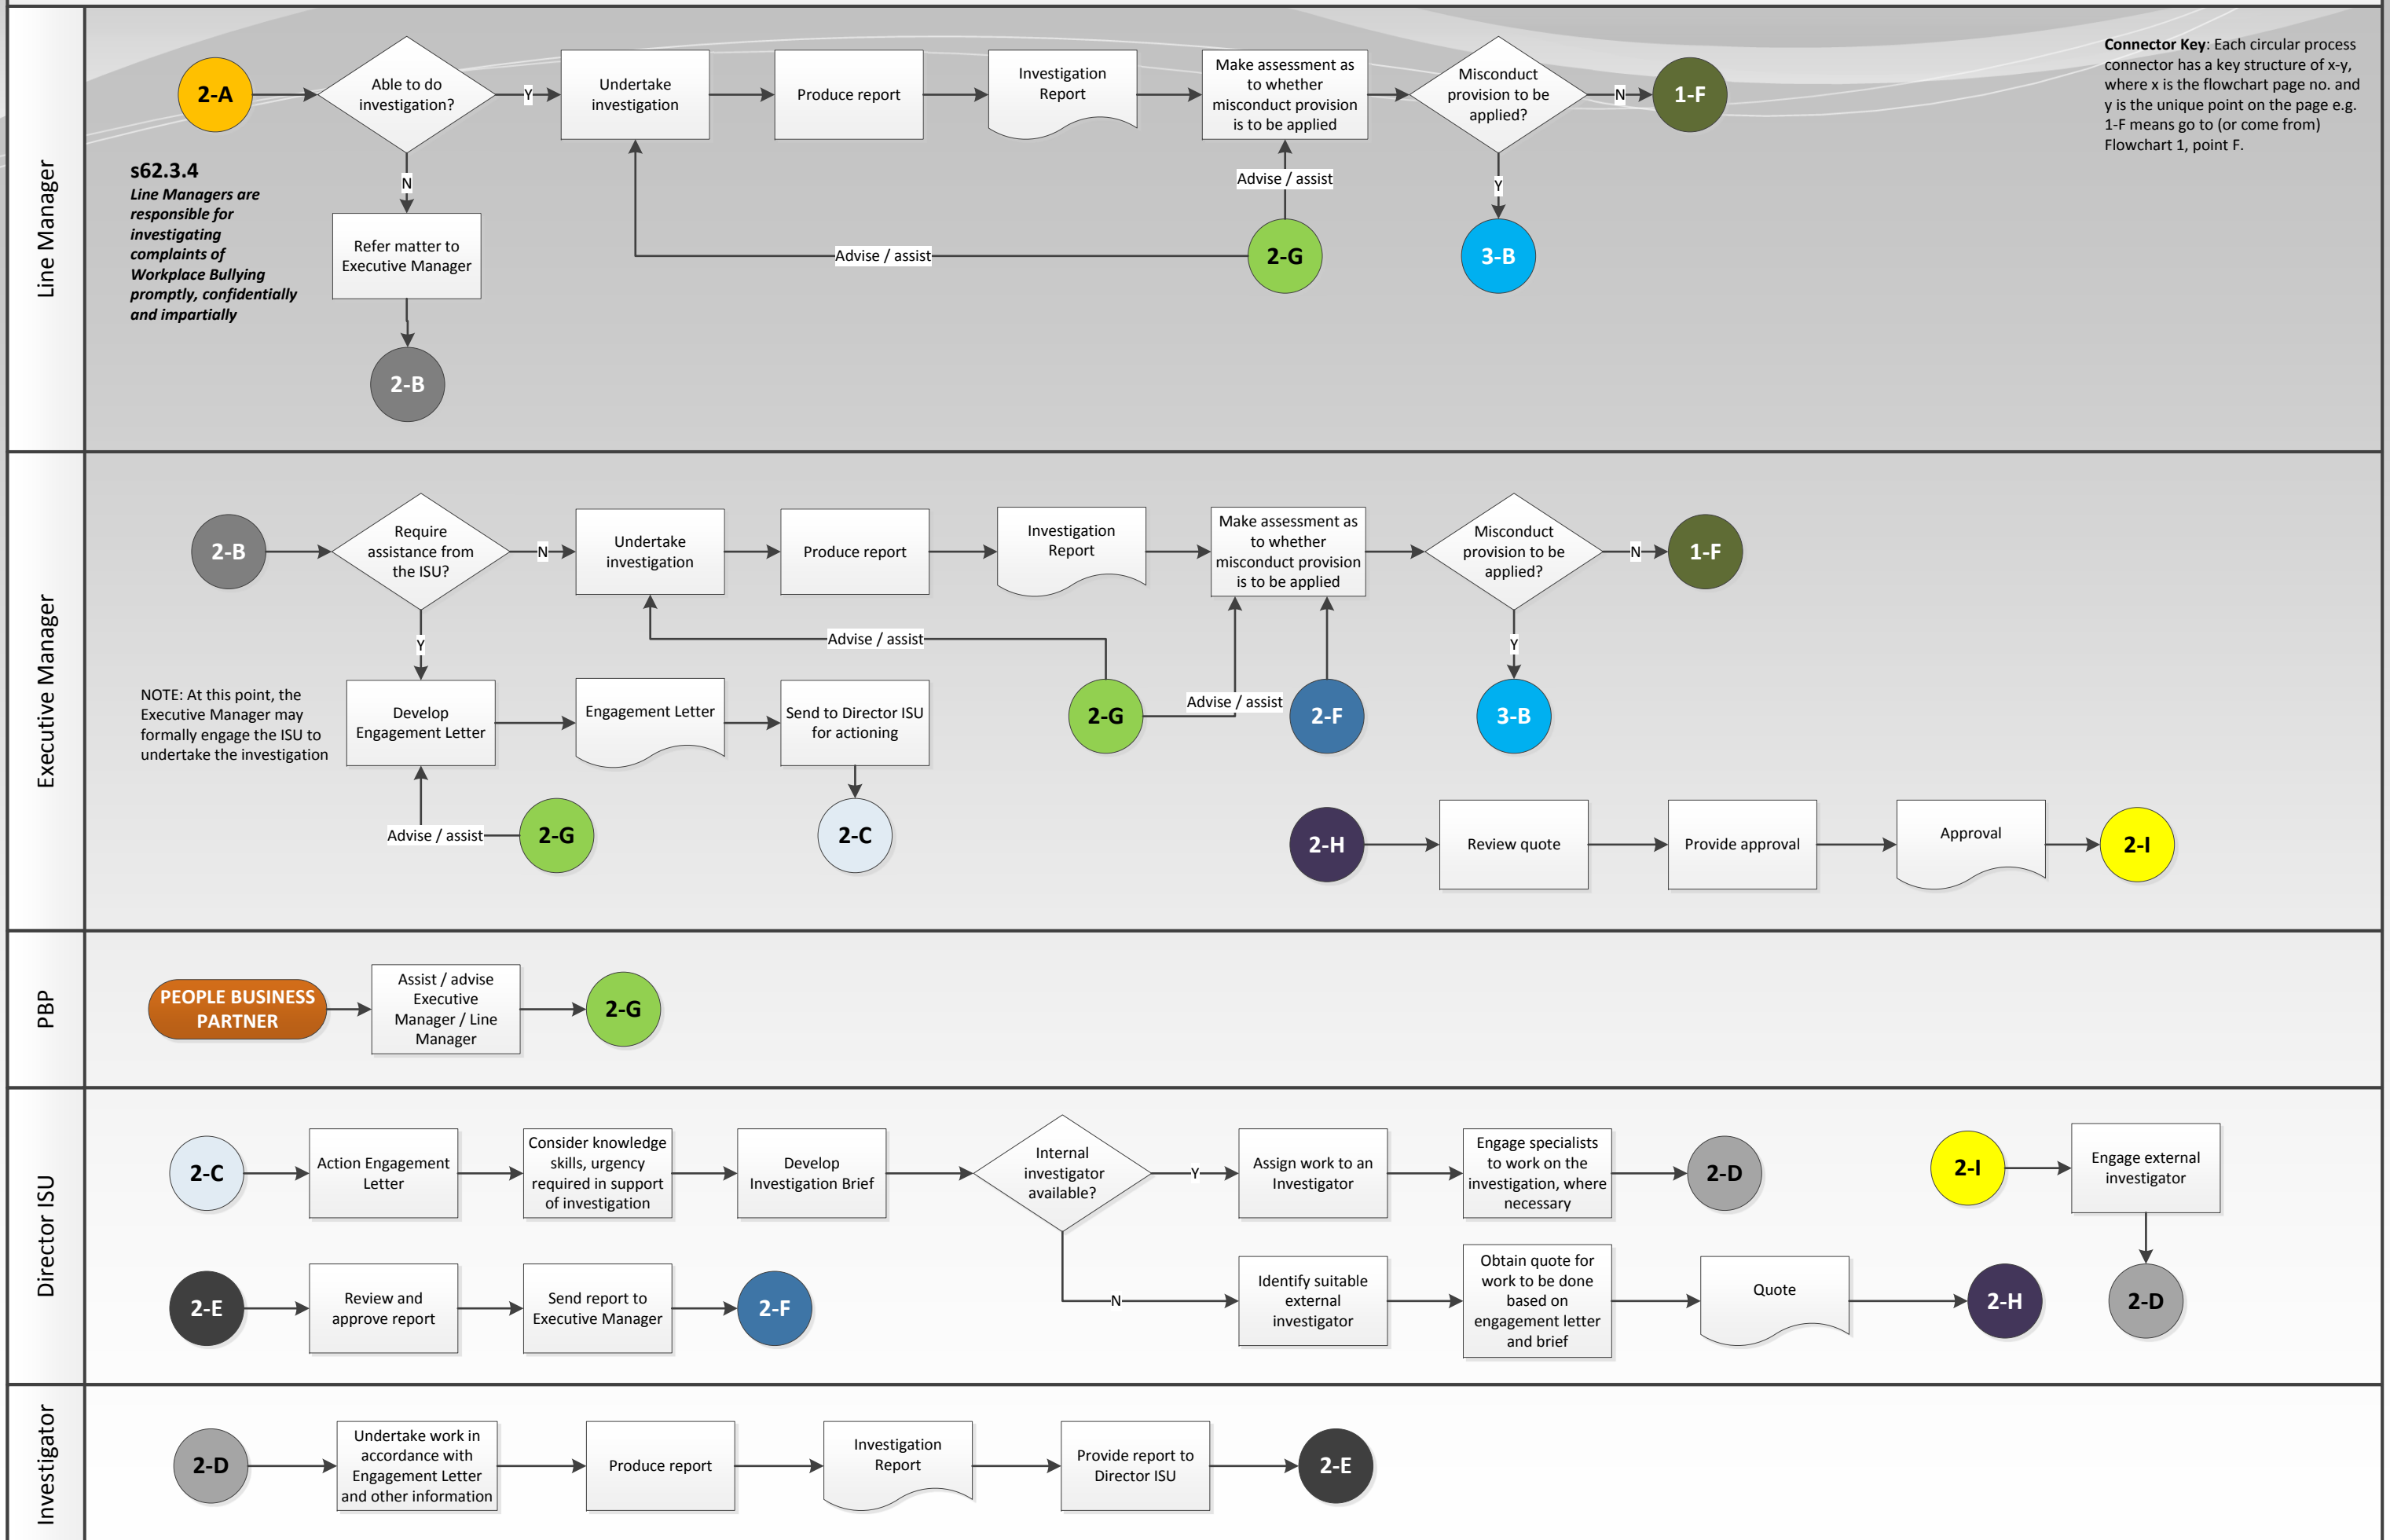 Line Manager
2-A
Able to do
investigation?
Y
Undertake
investigation
Produce report
Investigation
Report
Make assessment as
to whether
misconduct provision
is to be applied
Misconduct
provision to be
applied?
N
1-F
Connector Key: Each circular process
connector has a key structure of x-y,
where x is the flowchart page no. and
y is the unique point on the page e.g.
1-F means go to (or come from)
Flowchart 1, point F.
s62.3.4
Line Managers are
responsible for
investigating
complaints of
Workplace Bullying
promptly, confidentially
and impartially
N
Refer matter to
Executive Manager
2-B
Advise / assist
Advise / assist
2-G
Y
3-B
Executive Manager
2-B
Require
assistance from
the ISU?
N
Undertake
investigation
Produce report
Investigation
Report
Make assessment as
to whether
misconduct provision
is to be applied
Misconduct
provision to be
applied?
N
1-F
Y
Advise / assist
Y
NOTE: At this point, the
Executive Manager may
formally engage the ISU to
undertake the investigation
Develop
Engagement Letter
Engagement Letter
Send to Director ISU
for actioning
2-G
Advise / assist
2-F
3-B
Advise / assist
2-G
2-C
2-H
Review quote
Provide approval
Approval
2-I
PBP
PEOPLE BUSINESS
PARTNER
Assist / advise
Executive
Manager / Line
Manager
2-G
Director ISU
2-C
Action Engagement
Letter
Consider knowledge
skills, urgency
required in support
of investigation
Develop
Investigation Brief
Internal
investigator
available?
Y
Assign work to an
Investigator
Engage specialists
to work on the
investigation, where
necessary
2-D
2-I
Engage external
investigator
2-E
Review and
approve report
Send report to
Executive Manager
2-F
N
Identify suitable
external
investigator
Obtain quote for
work to be done
based on
engagement letter
and brief
Quote
2-H
2-D
Investigator
2-D
Undertake work in
accordance with
Engagement Letter
and other information
Produce report
Investigation
Report
Provide report to
Director ISU
2-E